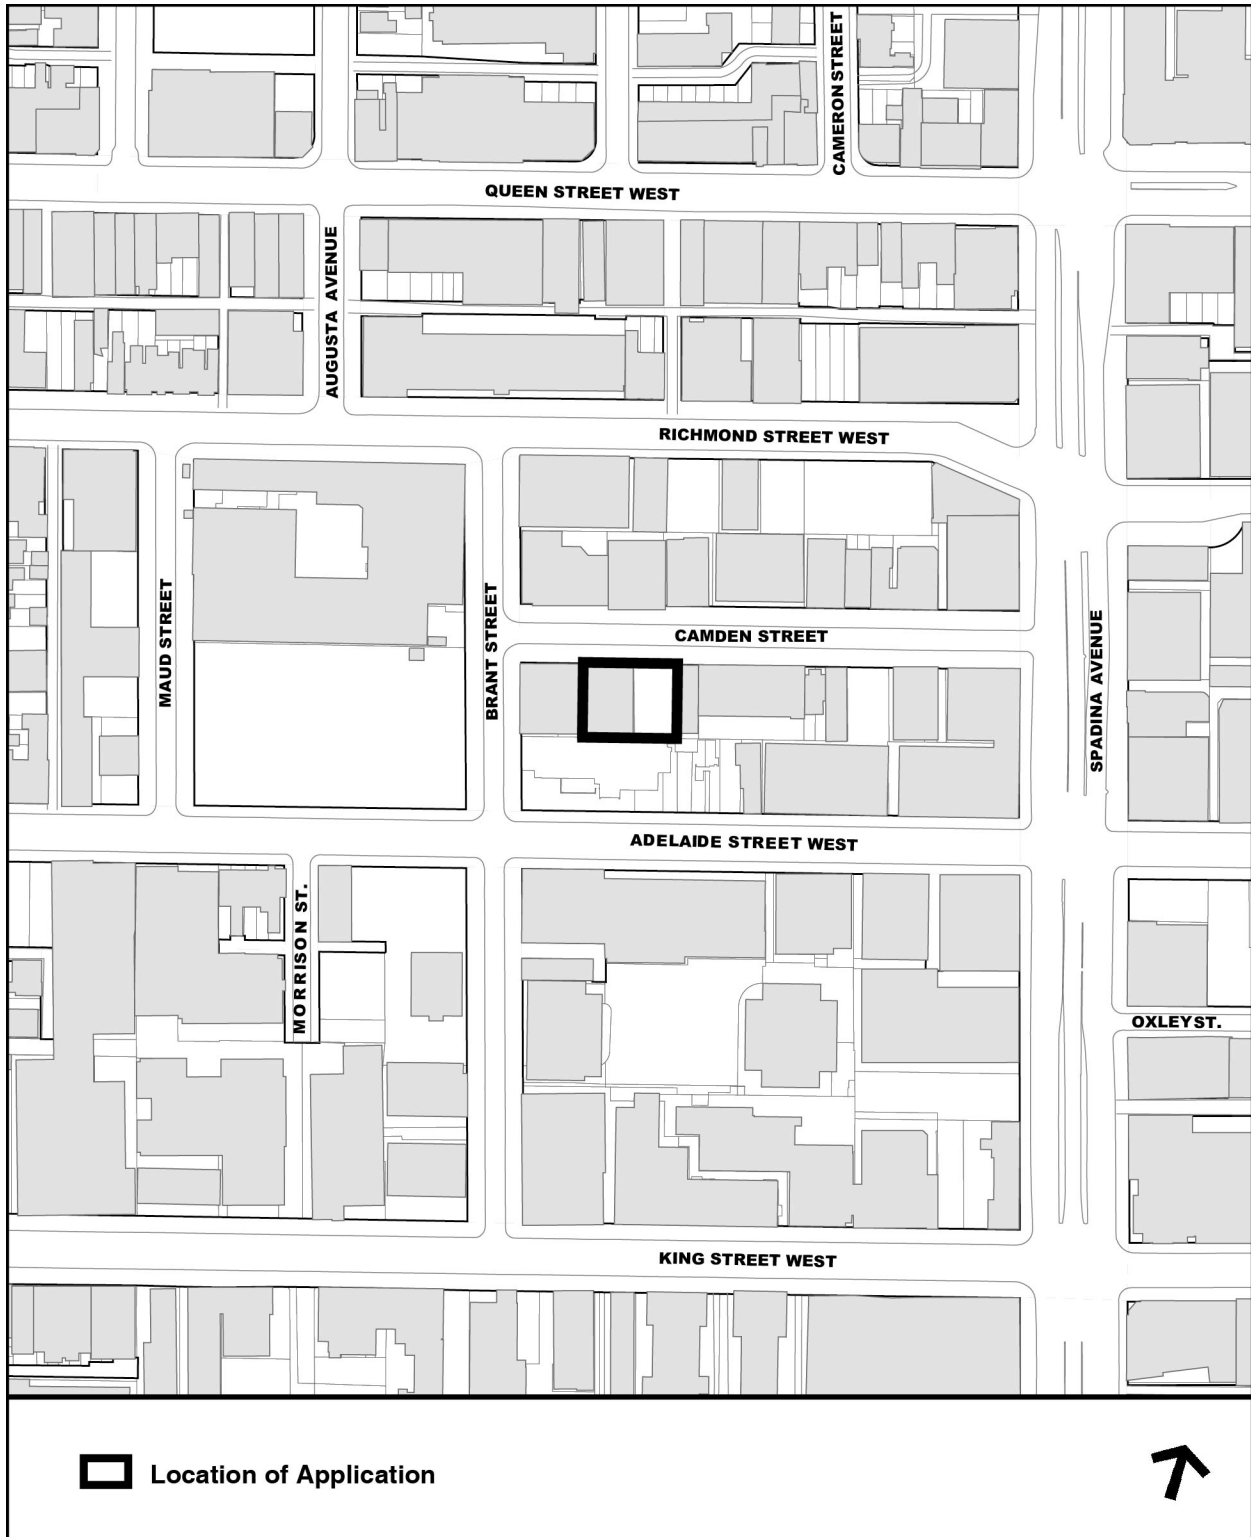 CAMERON STREET
QUEEN STREET WEST
AUGUSTA AVENUE
RICHMOND STREET WEST
MAUD STREET
BRANT STREET
CAMDEN STREET
SPADINA AVENUE
ADELAIDE STREET WEST
MORRISON ST.
OXLEY ST.
KING STREET WEST
Location of Application